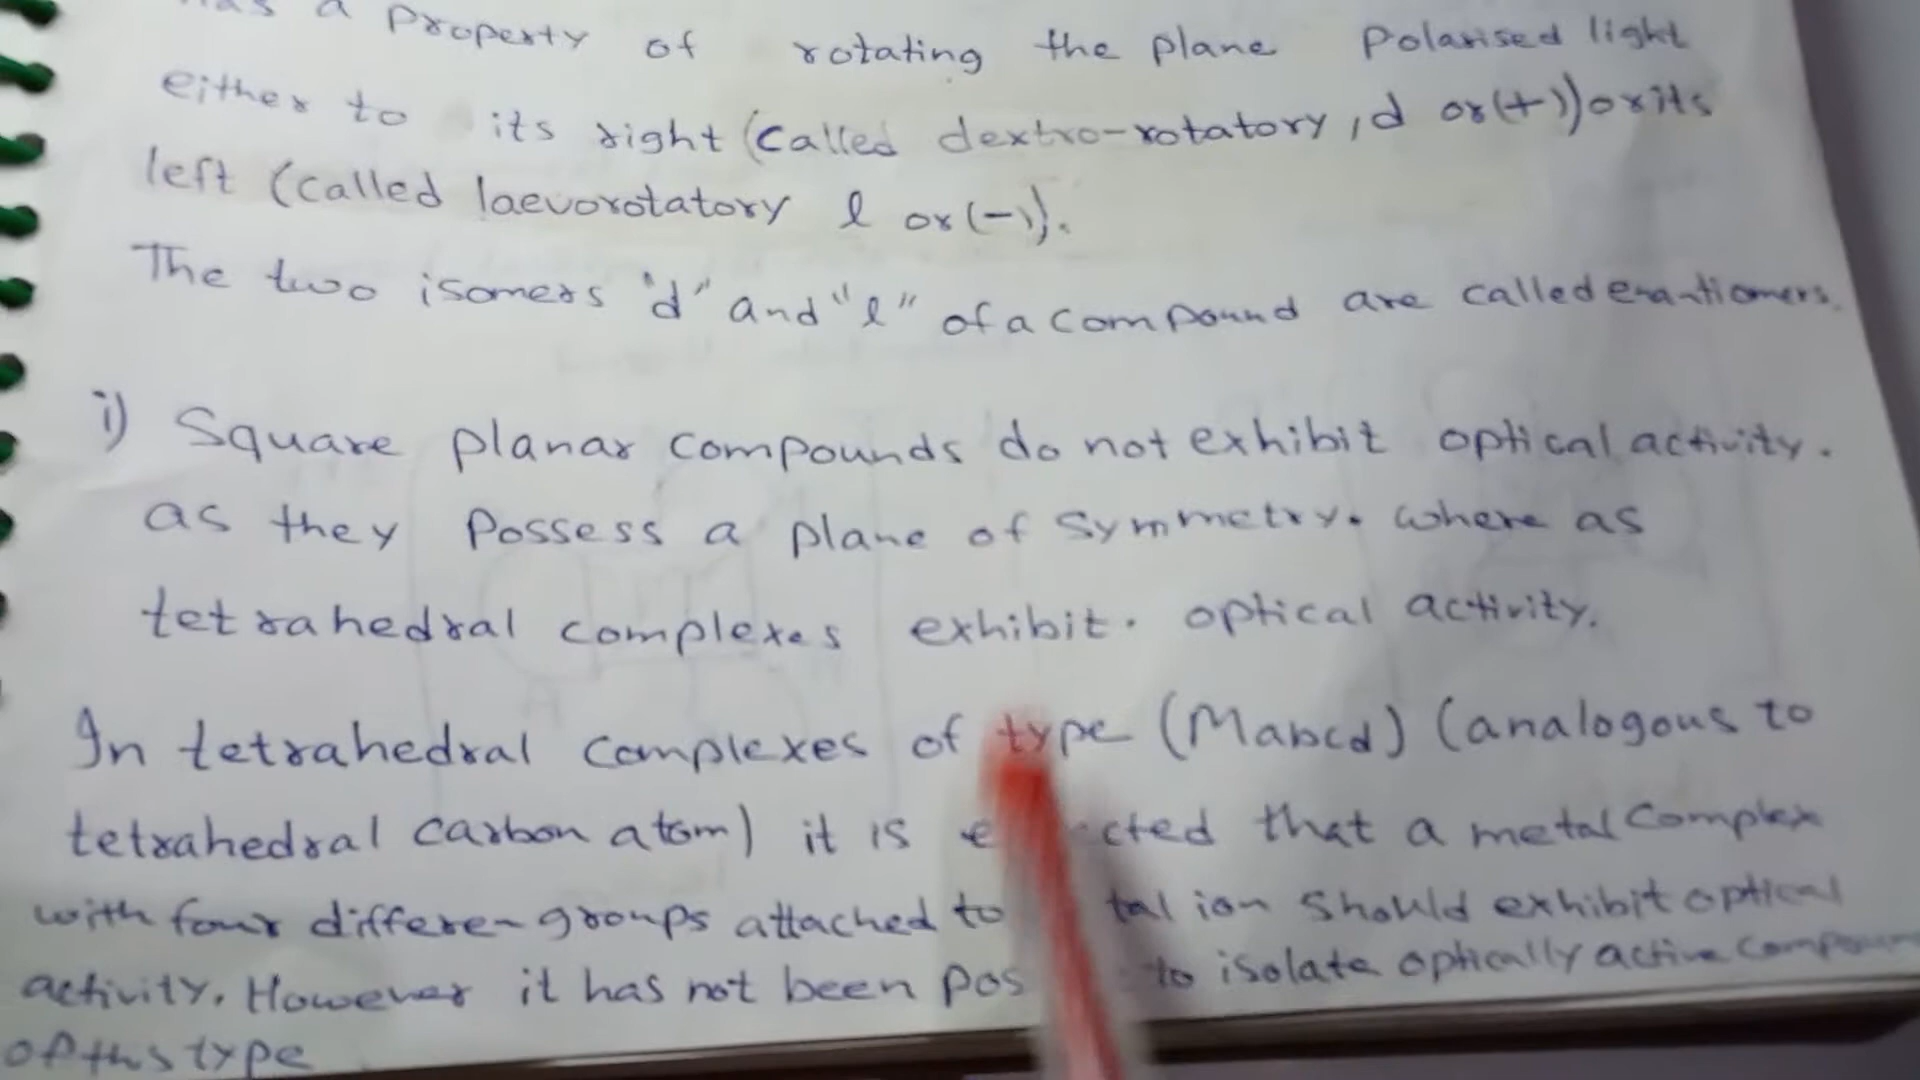 a Property of rotating the plane Polarised light
either to its right (called dextro-rotatory, d or(+)) or its
left (called laevorotatory l or (-)).
The two isomers "d" and "l" of a compound are called enantiomers.
i) Square planar compounds do not exhibit optical activity.
as they Possess a plane of symmetry. where as
tetrahedral complexes exhibit. optical activity.
In tetrahedral complexes of type (Mabcd) (analogous to
tetrahedral carbon atom) it is e cted that a metal complex
with four differen groups attached to tal ion should exhibit optical
activity. However it has not been pos to isolate optically active
of this type